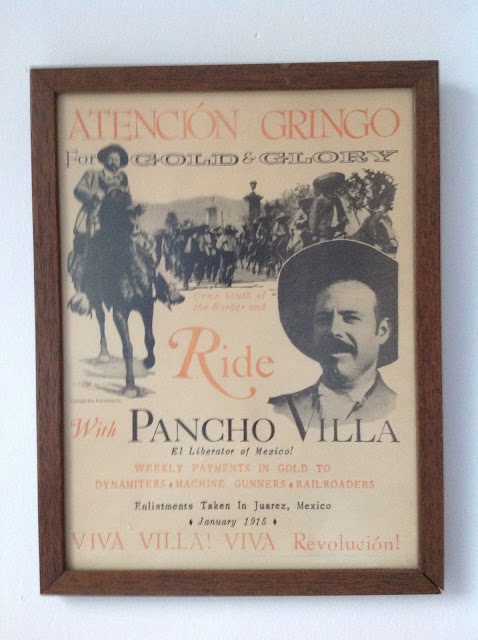 ATENCIÓN GRINGO
For GOLD & GLORY
Come South of
the Border and
Ride
With PANCHO VILLA
El Liberator of Mexico!
WEEKLY PAYMENTS IN GOLD TO
DYNAMITERS ♦ MACHINE GUNNERS ♦ RAILROADERS
Enlistments Taken In Juarez, Mexico
♦ January 1915 ♦
VIVA VILLA! VIVA Revolución!